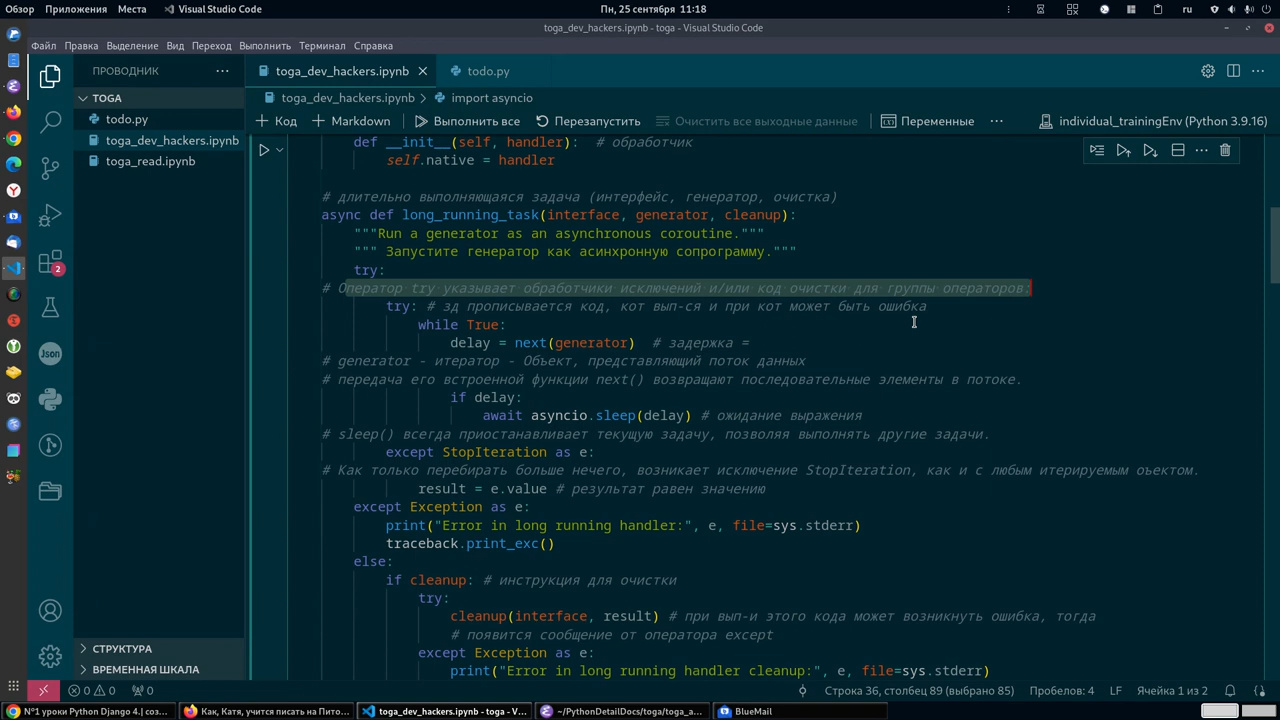 Обзор Приложения Места Visual Studio Code Пн, 25 сентября 11:18 ru
toga_dev_hackers.ipynb - toga - Visual Studio Code
Файл Правка Выделение Вид Переход Выполнить Терминал Справка
ПРОВОДНИК ··· toga_dev_hackers.ipynb todo.py
TOGA toga_dev_hackers.ipynb > import asyncio
todo.py + Код + Markdown Выполнить все Перезапустить Очистить все выходные данные Переменные ··· individual_trainingEnv (Python 3.9.16)
toga_dev_hackers.ipynb
toga_read.ipynb
def __init__(self, handler): # обработчик
self.native = handler
# длительно выполняющаяся задача (интерфейс, генератор, очистка)
async def long_running_task(interface, generator, cleanup):
"""Run a generator as an asynchronous coroutine."""
""" Запустите генератор как асинхронную сопрограмму."""
try:
# Оператор try указывает обработчики исключений и/или код очистки для группы операторов:
try: # зд прописывается код, кот вып-ся и при кот может быть ошибка
while True:
delay = next(generator) # задержка =
# generator - итератор - Объект, представляющий поток данных
# передача его встроенной функции next() возвращают последовательные элементы в потоке.
if delay:
await asyncio.sleep(delay) # ожидание выражения
# sleep() всегда приостанавливает текущую задачу, позволяя выполнять другие задачи.
except StopIteration as e:
# Как только перебирать больше нечего, возникает исключение StopIteration, как и с любым итерируемым оъектом.
result = e.value # результат равен значению
except Exception as e:
print("Error in long running handler:", e, file=sys.stderr)
traceback.print_exc()
else:
if cleanup: # инструкция для очистки
try:
cleanup(interface, result) # при вып-и этого кода может возникнуть ошибка, тогда
# появится сообщение от оператора except
except Exception as e:
print("Error in long running handler cleanup:", e, file=sys.stderr)
2
Json
СТРУКТУРА
ВРЕМЕННАЯ ШКАЛА
0 0 0 Строка 36, столбец 89 (выбрано 85) Пробелов: 4 LF Ячейка 1 из 2
N°1 уроки Python Django 4.| соз... Как, Катя, учится писать на Пито... toga_dev_hackers.ipynb - toga - V... ~/PythonDetailDocs/toga/toga_a... BlueMail